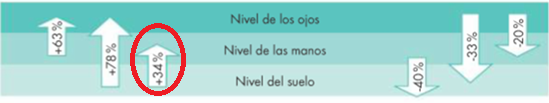 Nivel de los ojos
Nivel de las manos
Nivel del suelo
+63%
+78%
+34%
-40%
-33%
-20%